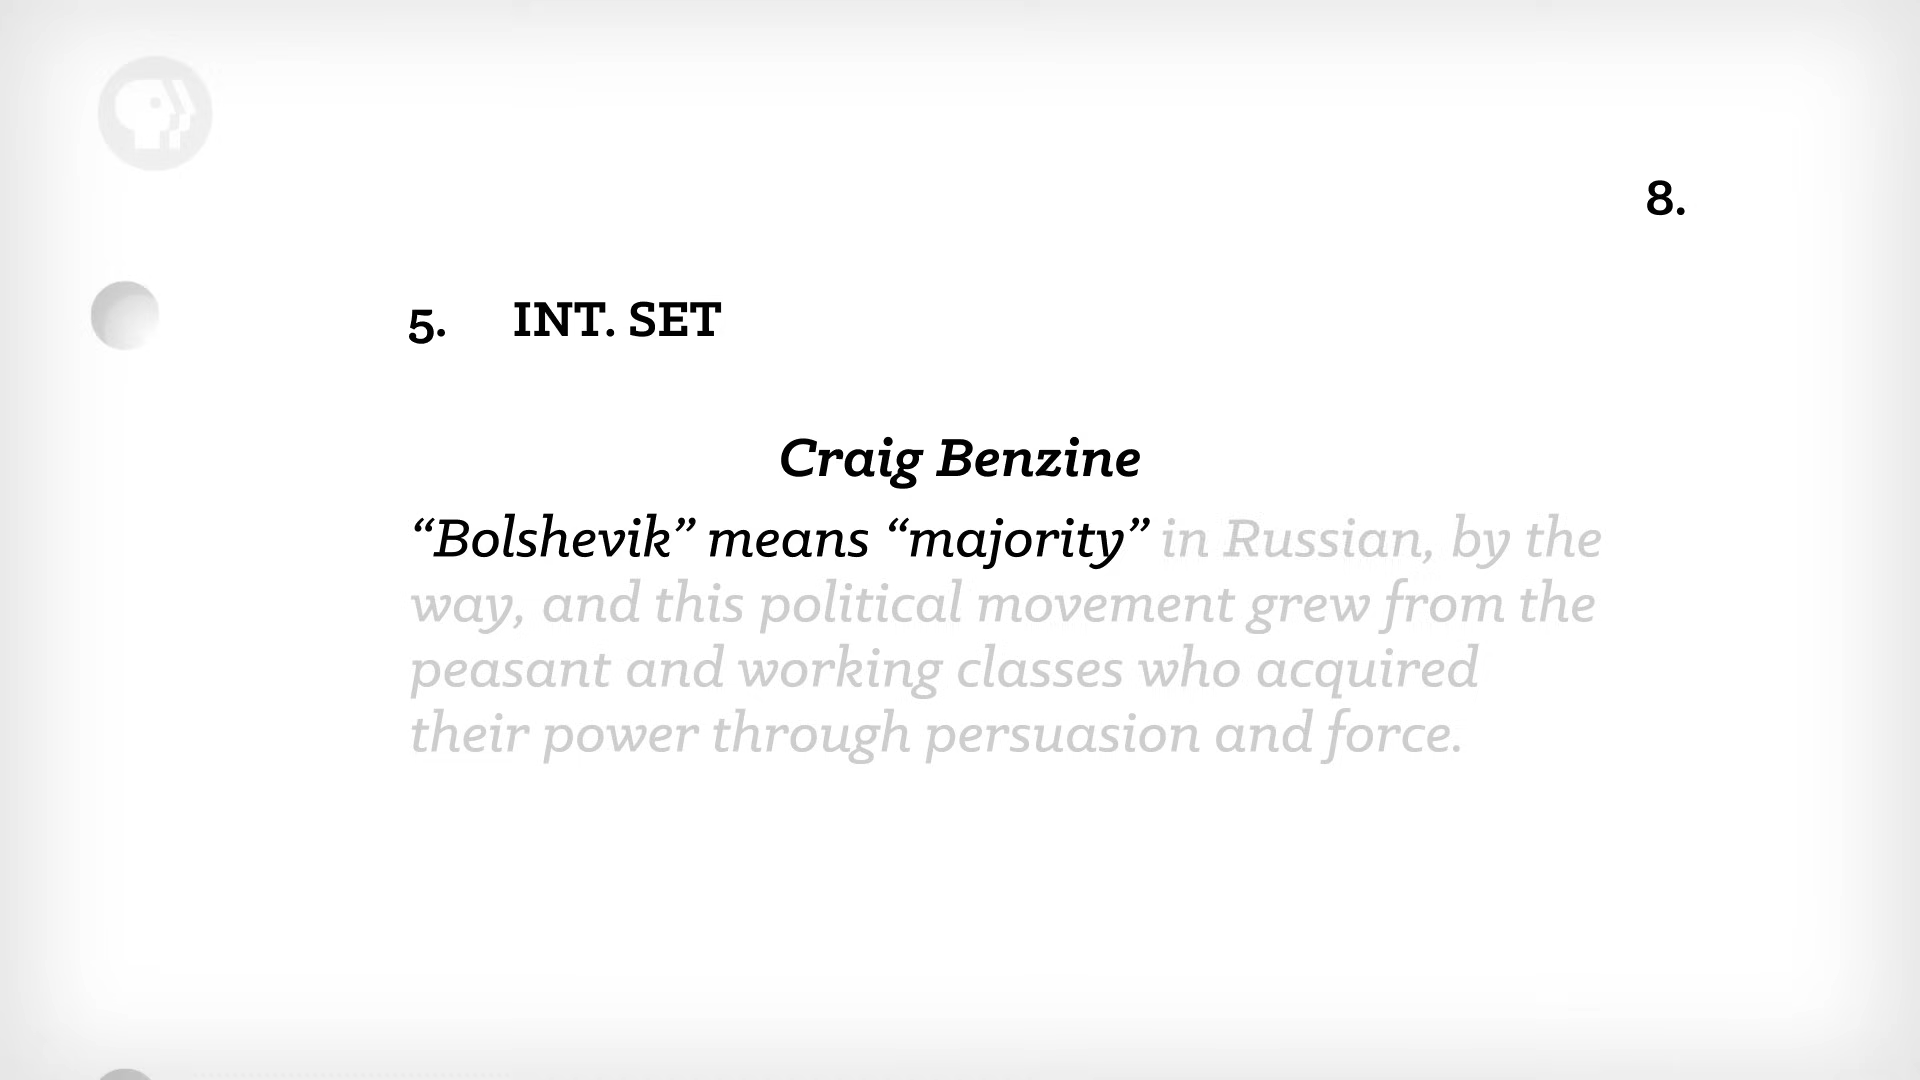 8.
5. INT. SET
Craig Benzine
“Bolshevik” means “majority” in Russian, by the
way, and this political movement grew from the
peasant and working classes who acquired
their power through persuasion and force.